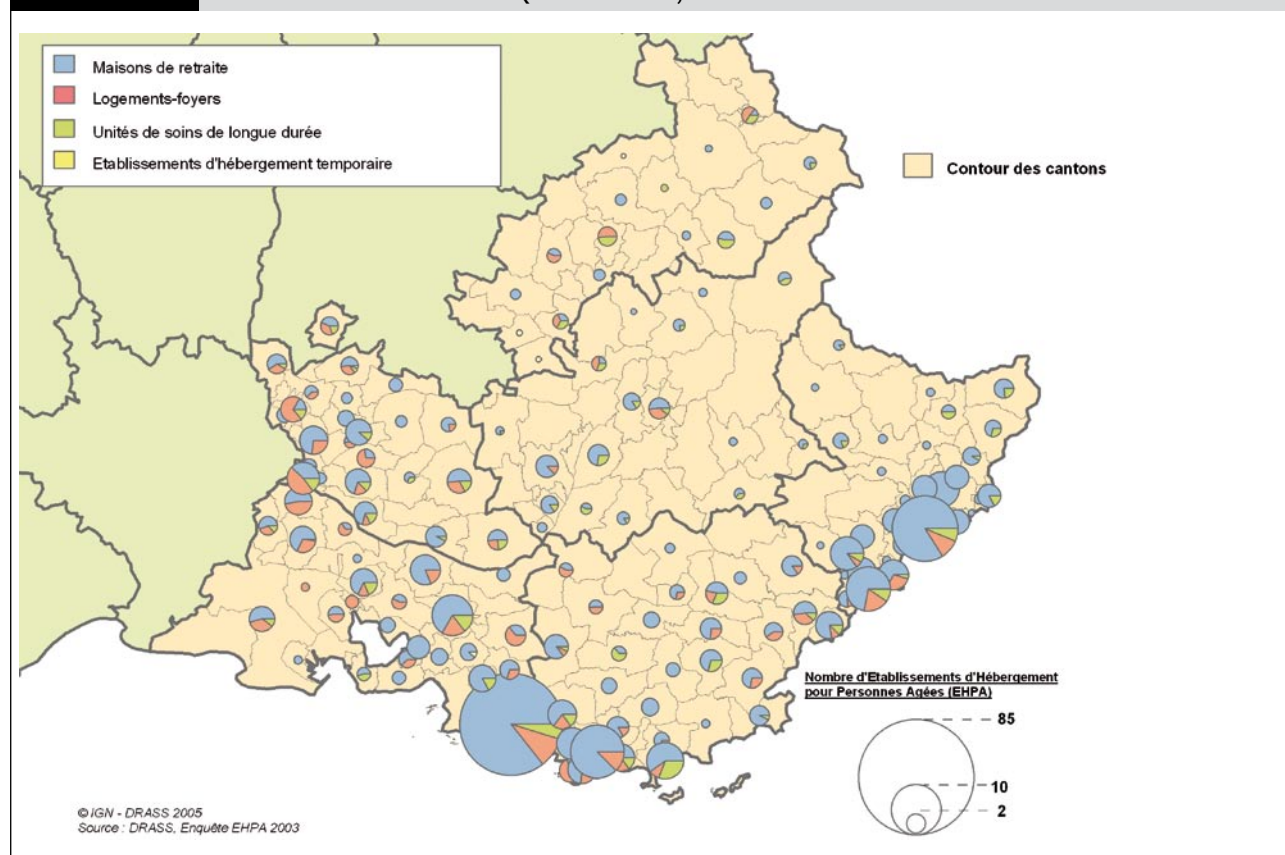 Maisons de retraite
Logements-foyers
Unités de soins de longue durée
Etablissements d'hébergement temporaire
Contour des cantons
Nombre d'Etablissements d'Hébergement
pour Personnes Agées (EHPA)
85
10
2
© IGN - DRASS 2005
Source : DRASS, Enquête EHPA 2003